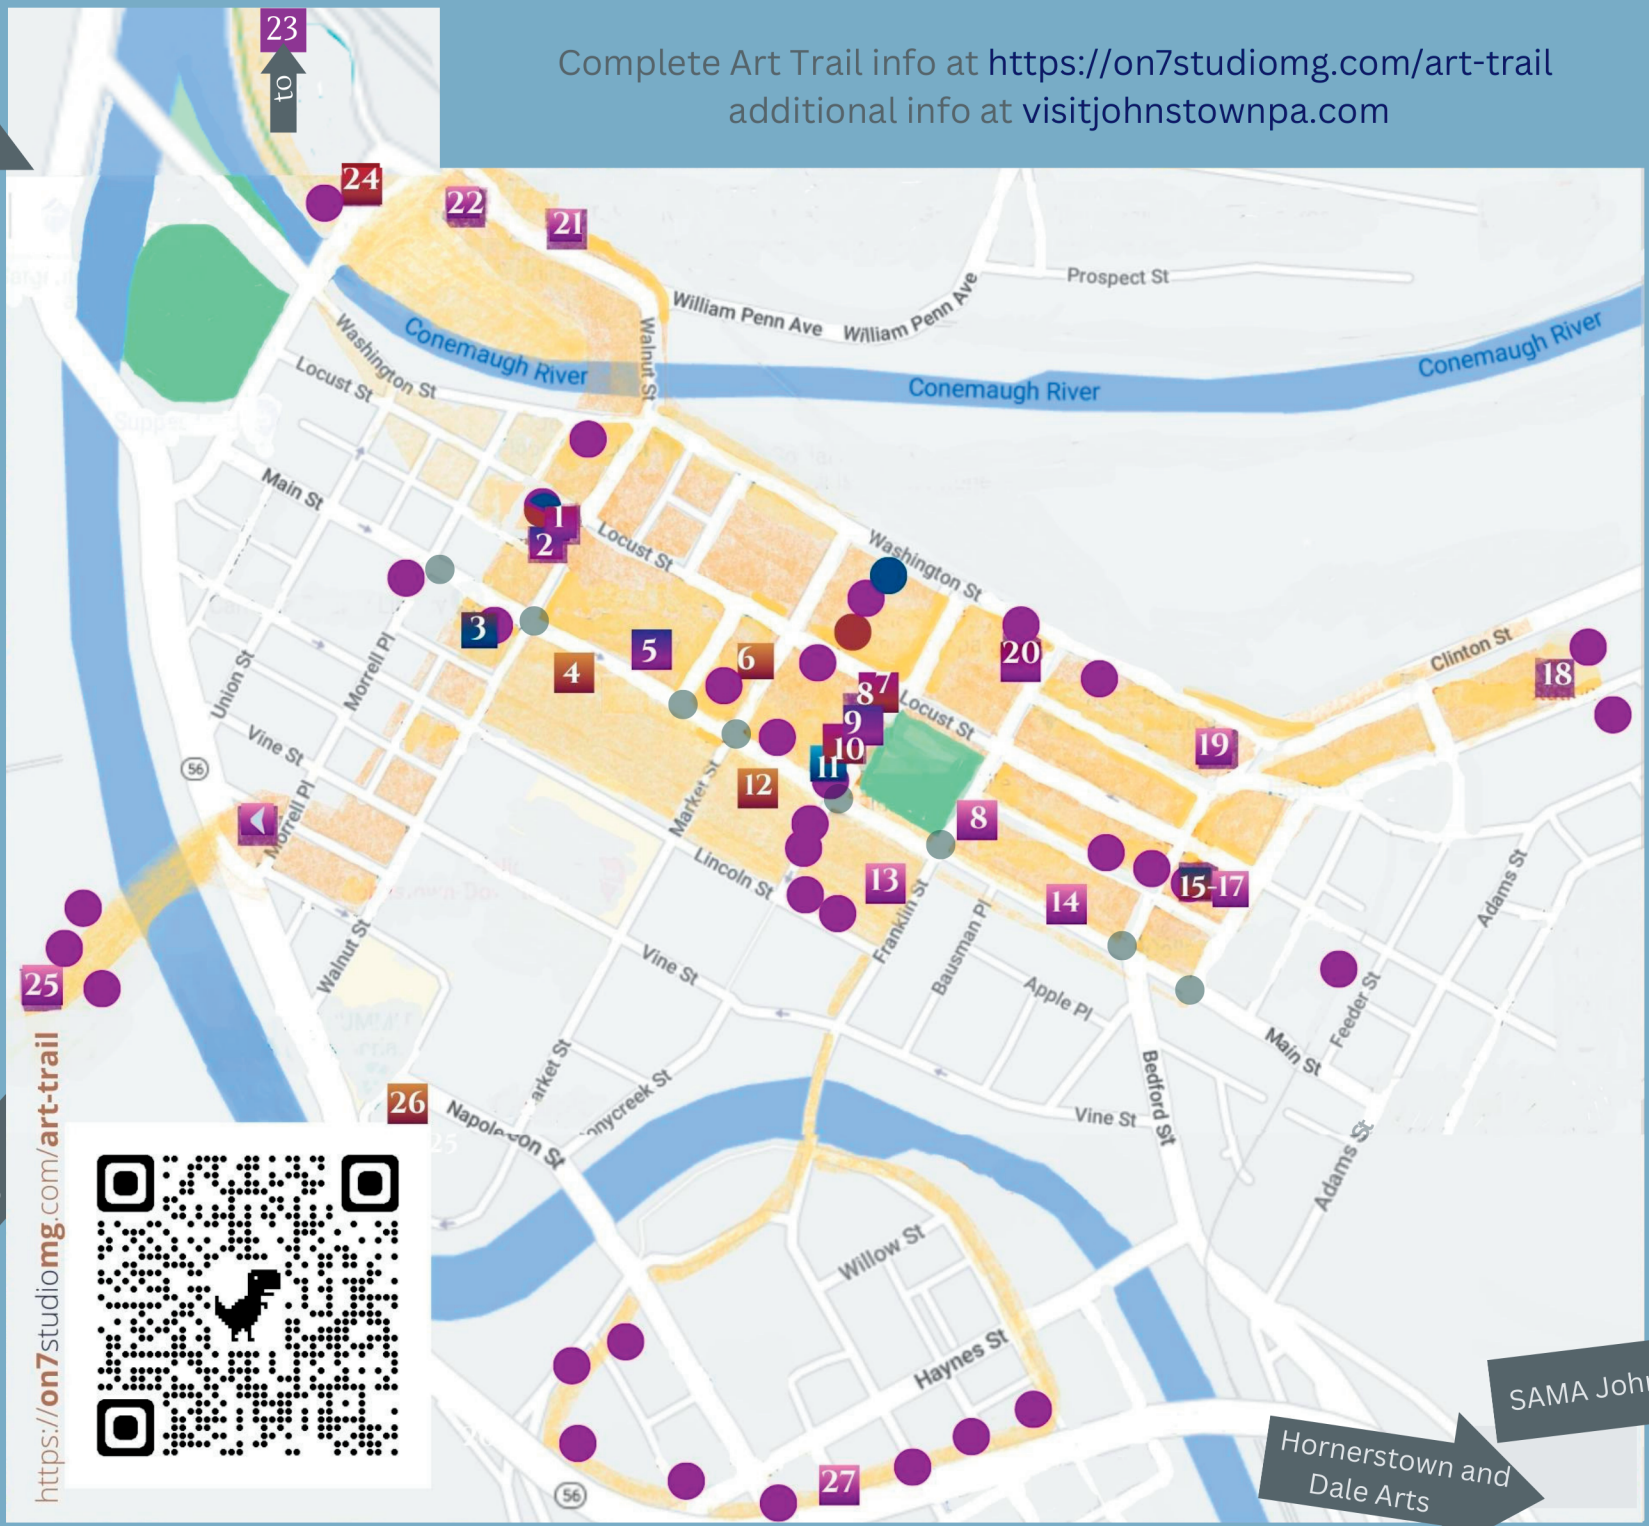 23
to
Complete Art Trail info at https://on7studiomg.com/art-trail
additional info at visitjohnstownpa.com
24
22
21
William Penn Ave
William Penn Ave
Prospect St
Washington St
Conemaugh River
Walnut St
Conemaugh River
Conemaugh River
Locust St
Main St
1
2
Locust St
Washington St
3
4
5
6
7
8
9
10
11
12
Locust St
20
Clinton St
18
19
Union St
Morrell Pl
Vine St
56
Morrell Pl
Market St
Lincoln St
8
13
14
15-17
Franklin St
Bausman Pl
Adams St
25
Walnut St
Vine St
Apple Pl
Feeder St
Main St
26
Napoleon St
arket St
onycreek St
25
Bedford St
Vine St
Adams St
https://on7studiomg.com/art-trail
Willow St
Haynes St
56
27
SAMA Joh
Hornerstown and
Dale Arts